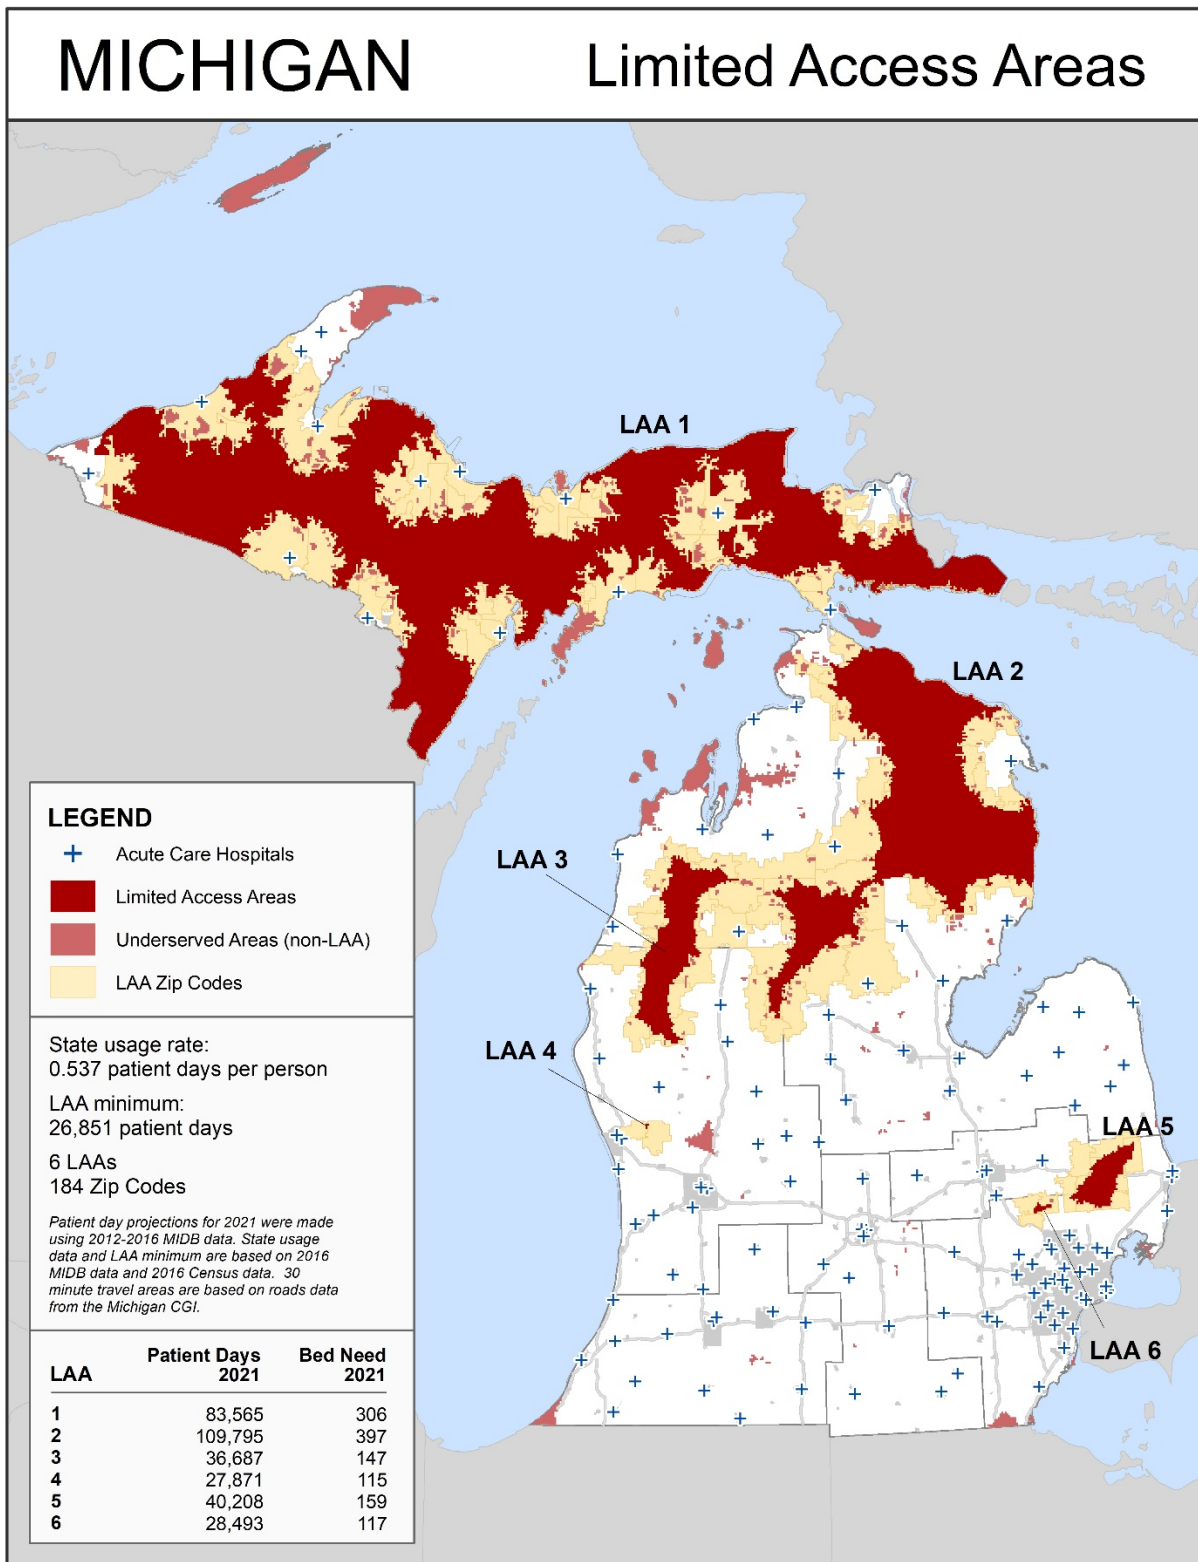 MICHIGAN
Limited Access Areas
LAA 1
LAA 2
LAA 3
LAA 4
LAA 5
LAA 6
LEGEND
Acute Care Hospitals
Limited Access Areas
Underserved Areas (non-LAA)
LAA Zip Codes
State usage rate:
0.537 patient days per person
LAA minimum:
26,851 patient days
6 LAAs
184 Zip Codes
Patient day projections for 2021 were made
using 2012-2016 MIDB data. State usage
data and LAA minimum are based on 2016
MIDB data and 2016 Census data. 30
minute travel areas are based on roads data
from the Michigan CGI.
Patient Days Bed Need
LAA 2021 2021
1 83,565 306
2 109,795 397
3 36,687 147
4 27,871 115
5 40,208 159
6 28,493 117